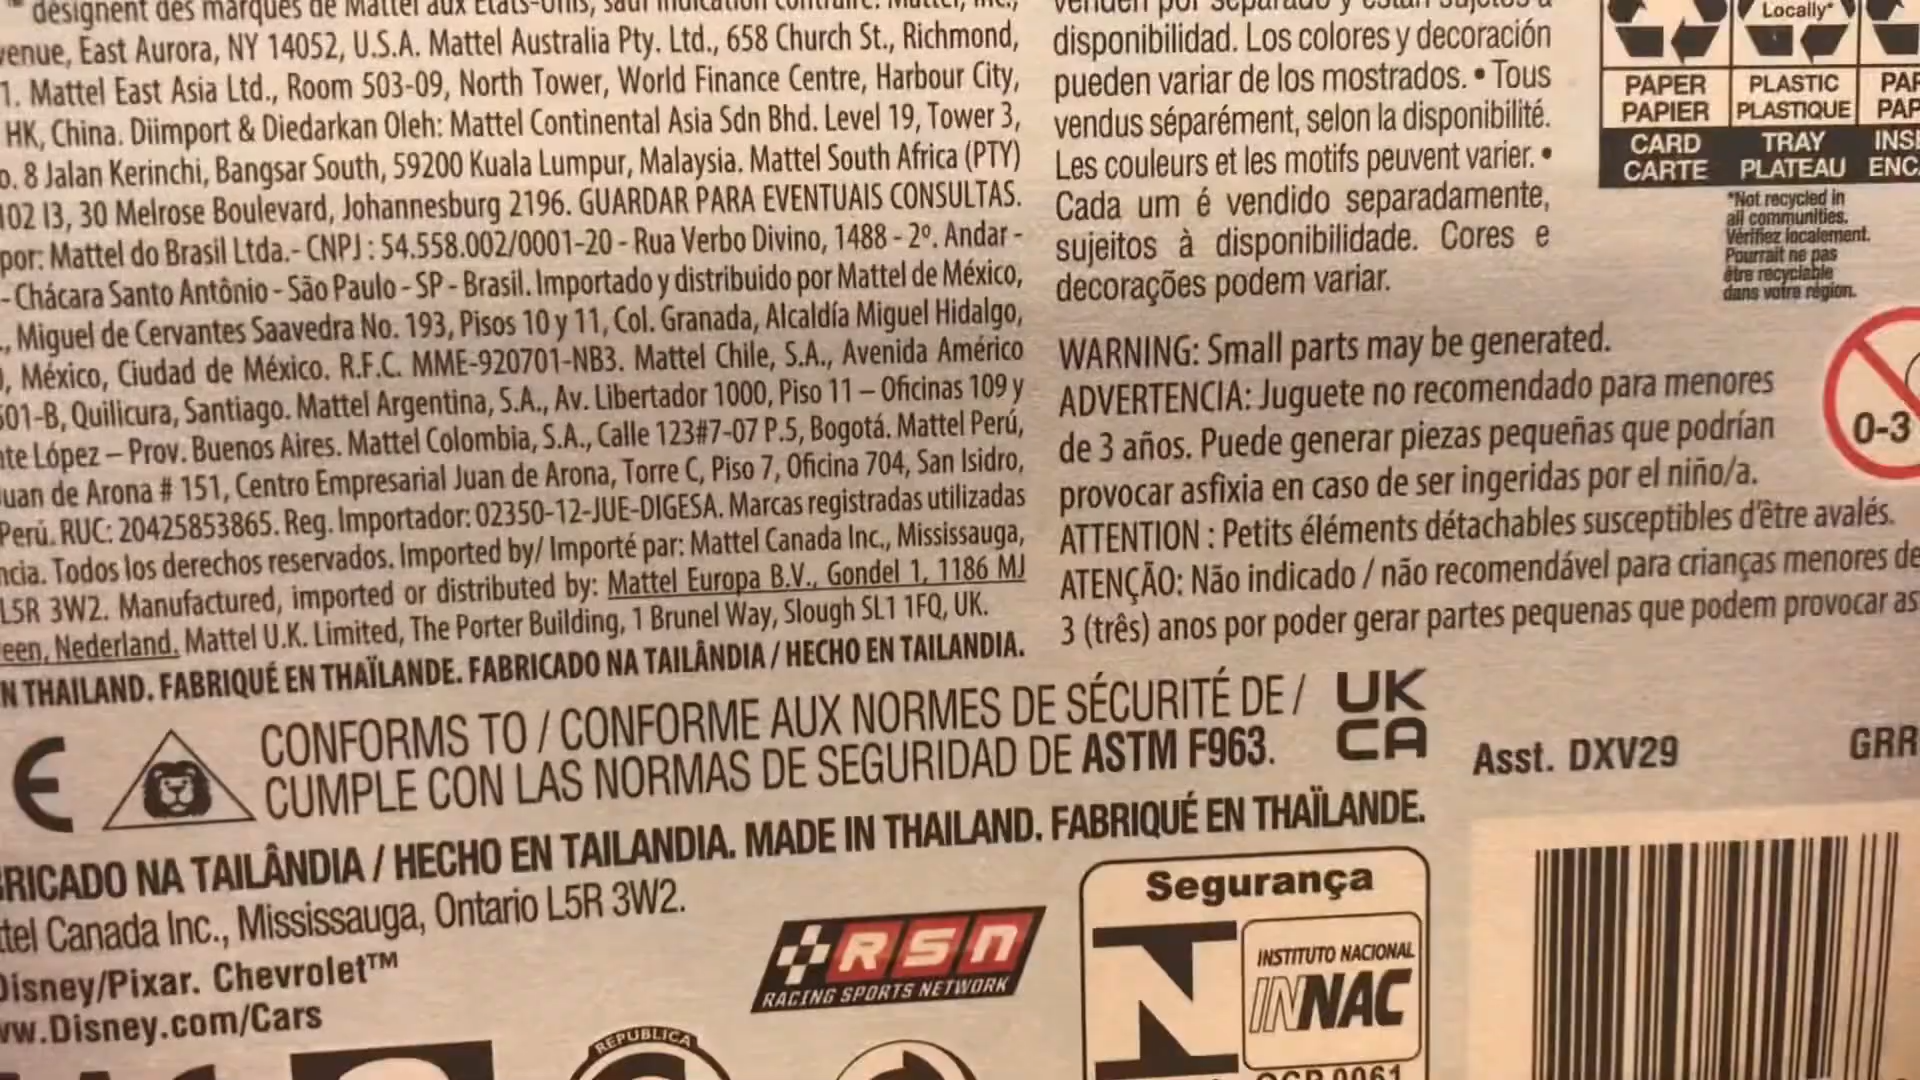 désignent des marques de Mattel aux États-Unis, sauf indication contraire. Mattel, Inc.,
venue, East Aurora, NY 14052, U.S.A. Mattel Australia Pty. Ltd., 658 Church St., Richmond,
1. Mattel East Asia Ltd., Room 503-09, North Tower, World Finance Centre, Harbour City,
HK, China. Diimport & Diedarkan Oleh: Mattel Continental Asia Sdn Bhd. Level 19, Tower 3,
o. 8 Jalan Kerinchi, Bangsar South, 59200 Kuala Lumpur, Malaysia. Mattel South Africa (PTY)
102 I3, 30 Melrose Boulevard, Johannesburg 2196. GUARDAR PARA EVENTUAIS CONSULTAS.
por: Mattel do Brasil Ltda.- CNPJ : 54.558.002/0001-20 - Rua Verbo Divino, 1488 - 2º. Andar -
- Chácara Santo Antônio - São Paulo - SP - Brasil. Importado y distribuido por Mattel de México,
., Miguel de Cervantes Saavedra No. 193, Pisos 10 y 11, Col. Granada, Alcaldía Miguel Hidalgo,
, México, Ciudad de México. R.F.C. MME-920701-NB3. Mattel Chile, S.A., Avenida Américo
501-B, Quilicura, Santiago. Mattel Argentina, S.A., Av. Libertador 1000, Piso 11 – Oficinas 109 y
nte López – Prov. Buenos Aires. Mattel Colombia, S.A., Calle 123#7-07 P.5, Bogotá. Mattel Perú,
uan de Arona # 151, Centro Empresarial Juan de Arona, Torre C, Piso 7, Oficina 704, San Isidro,
Perú. RUC: 20425853865. Reg. Importador: 02350-12-JUE-DIGESA. Marcas registradas utilizadas
ncia. Todos los derechos reservados. Imported by/ Importé par: Mattel Canada Inc., Mississauga,
L5R 3W2. Manufactured, imported or distributed by: Mattel Europa B.V., Gondel 1, 1186 MJ
een, Nederland. Mattel U.K. Limited, The Porter Building, 1 Brunel Way, Slough SL1 1FQ, UK.
N THAILAND. FABRIQUÉ EN THAÏLANDE. FABRICADO NA TAILÂNDIA / HECHO EN TAILANDIA.
venden por separado y están sujetos a
disponibilidad. Los colores y decoración
pueden variar de los mostrados. • Tous
vendus séparément, selon la disponibilité.
Les couleurs et les motifs peuvent varier. •
Cada um é vendido separadamente,
sujeitos à disponibilidade. Cores e
decorações podem variar.
Locally*
PAPER
PAPIER
CARD
CARTE
PLASTIC
PLASTIQUE
TRAY
PLATEAU
PAP
PAP
INSE
ENCA
*Not recycled in
all communities.
Vérifiez localement.
Pourrait ne pas
être recyclable
dans votre région.
WARNING: Small parts may be generated.
ADVERTENCIA: Juguete no recomendado para menores
de 3 años. Puede generar piezas pequeñas que podrían
provocar asfixia en caso de ser ingeridas por el niño/a.
ATTENTION : Petits éléments détachables susceptibles d'être avalés.
ATENÇÃO: Não indicado / não recomendável para crianças menores de
3 (três) anos por poder gerar partes pequenas que podem provocar as
0-3
CE
CONFORMS TO / CONFORME AUX NORMES DE SÉCURITÉ DE /
CUMPLE CON LAS NORMAS DE SEGURIDAD DE ASTM F963.
UK
CA
Asst. DXV29
GRR
RICADO NA TAILÂNDIA / HECHO EN TAILANDIA. MADE IN THAILAND. FABRIQUÉ EN THAÏLANDE.
ttel Canada Inc., Mississauga, Ontario L5R 3W2.
Disney/Pixar. Chevrolet™
ww.Disney.com/Cars
RSN
RACING SPORTS NETWORK
Segurança
INSTITUTO NACIONAL
INNAC
OCP 0061
REPUBLICA